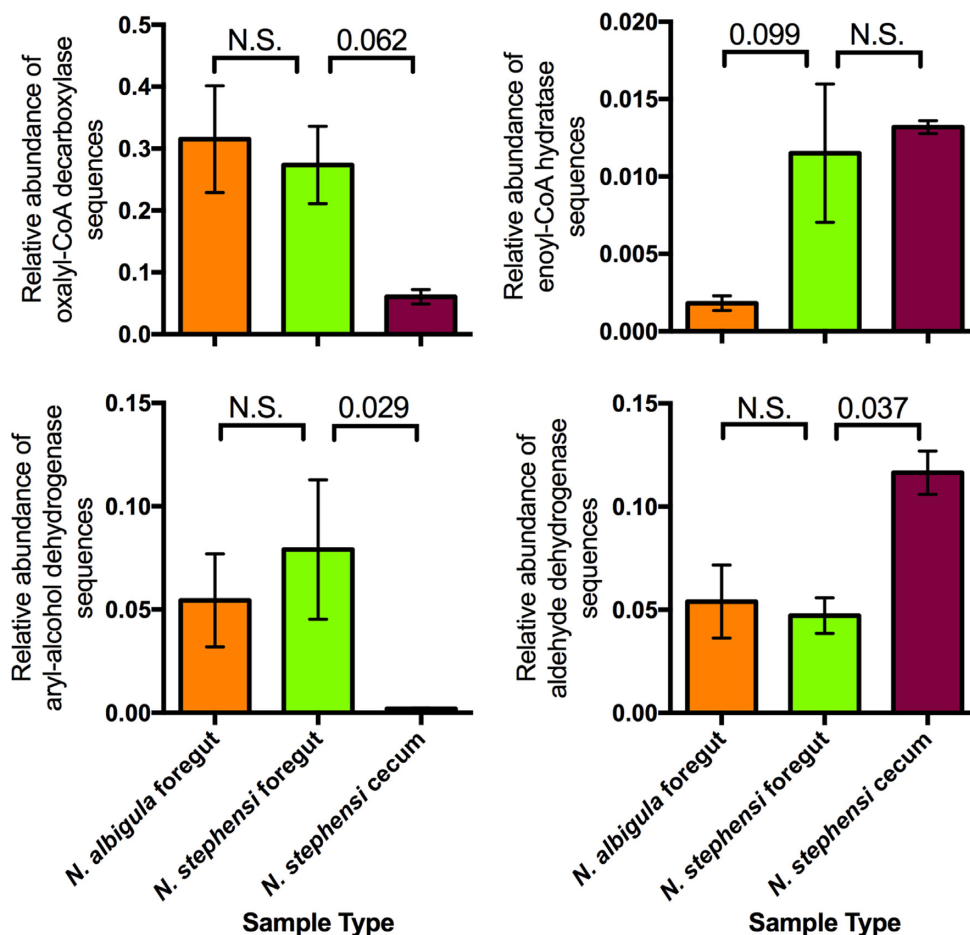 Relative abundance of
oxalyl-CoA decarboxylase
sequences
0.5
0.4
0.3
0.2
0.1
0.0
N.S.
0.062
Relative abundance of
enoyl-CoA hydratase
sequences
0.020
0.015
0.010
0.005
0.000
0.099
N.S.
Relative abundance of
aryl-alcohol dehydrogenase
sequences
0.15
0.10
0.05
0.00
N.S.
0.029
N. albigula foregut
N. stephensi foregut
N. stephensi cecum
Sample Type
Relative abundance of
aldehyde dehydrogenase
sequences
0.15
0.10
0.05
0.00
N.S.
0.037
N. albigula foregut
N. stephensi foregut
N. stephensi cecum
Sample Type